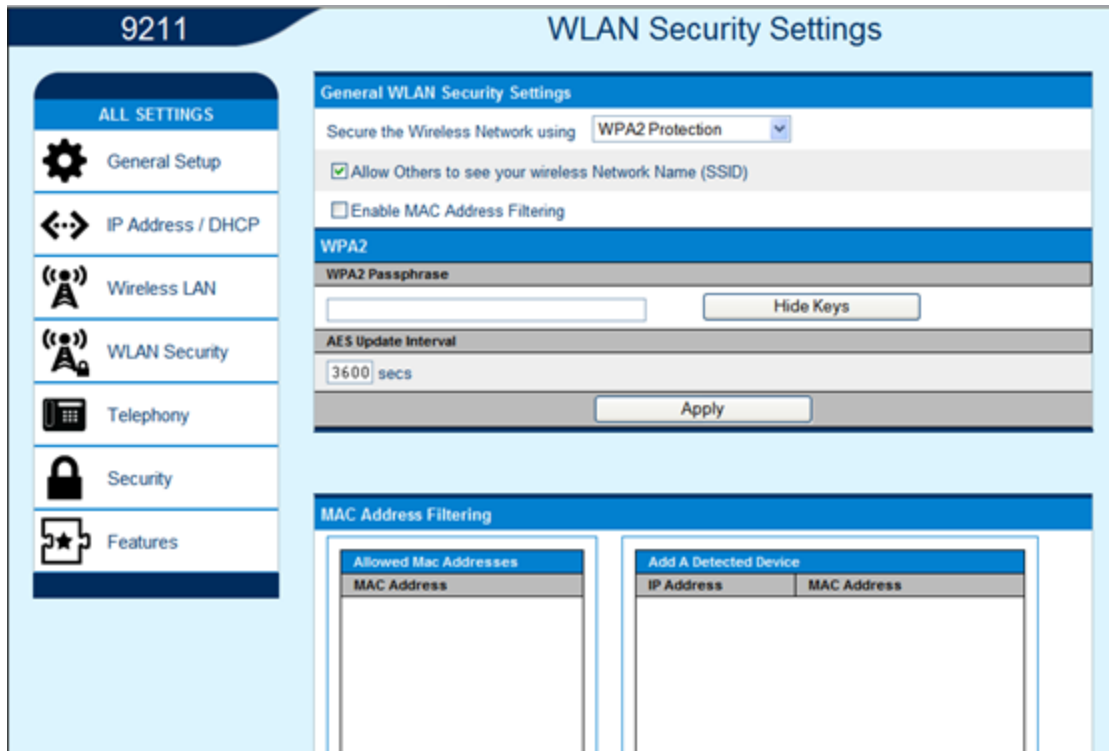 9211
WLAN Security Settings
ALL SETTINGS
General Setup
IP Address / DHCP
Wireless LAN
WLAN Security
Telephony
Security
Features
General WLAN Security Settings
Secure the Wireless Network using WPA2 Protection
Allow Others to see your wireless Network Name (SSID)
Enable MAC Address Filtering
WPA2
WPA2 Passphrase
Hide Keys
AES Update Interval
3600 secs
Apply
MAC Address Filtering
Allowed Mac Addresses
MAC Address
Add A Detected Device
IP Address MAC Address